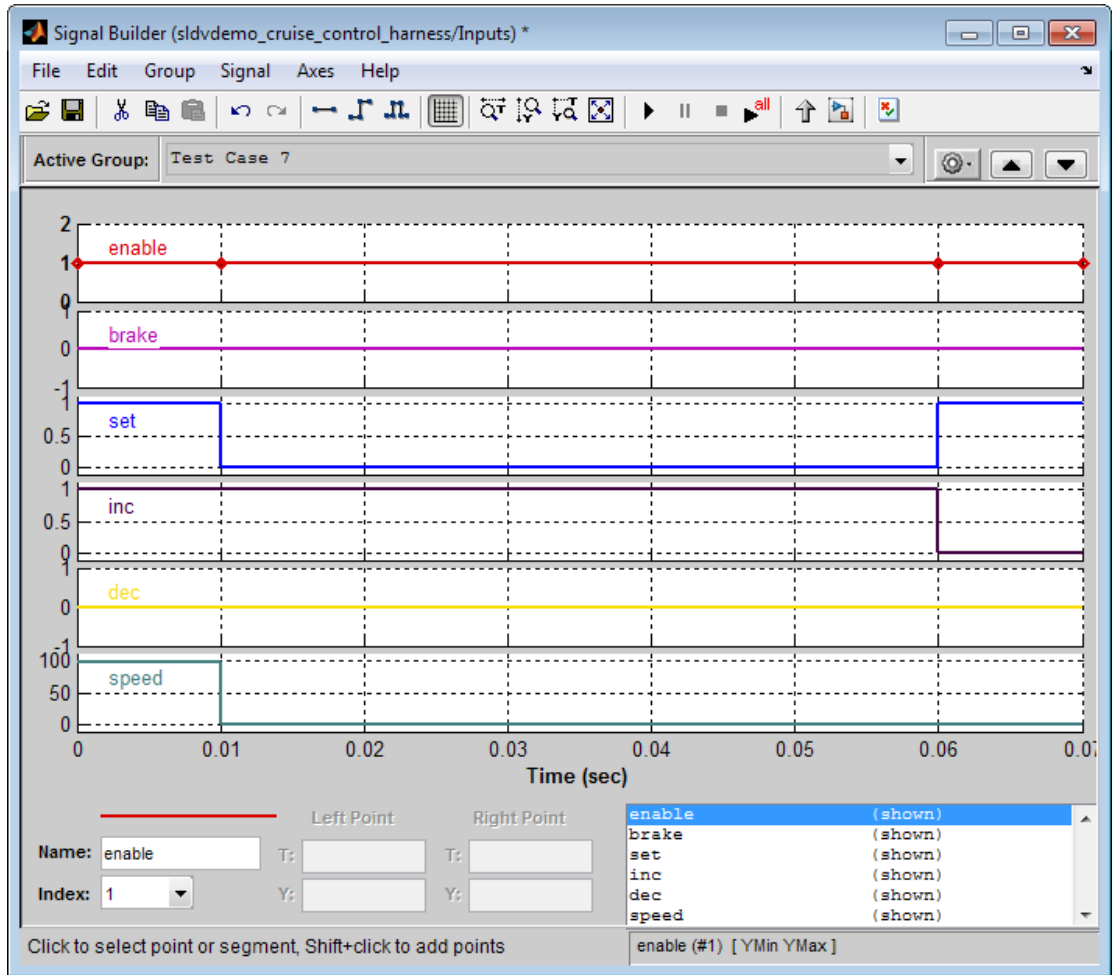 Signal Builder (sldvdemo_cruise_control_harness/Inputs) *
File Edit Group Signal Axes Help
all
Active Group: Test Case 7
2
enable
1
0
1
brake
0
-1
1
set
0.5
0
1
inc
0.5
0
1
dec
0
-1
100
speed
50
0
0 0.01 0.02 0.03 0.04 0.05 0.06 0.07
Time (sec)
Left Point Right Point
Name: enable T: T:
Index: 1 Y: Y:
enable (shown)
brake (shown)
set (shown)
inc (shown)
dec (shown)
speed (shown)
Click to select point or segment, Shift+click to add points
enable (#1) [ YMin YMax ]